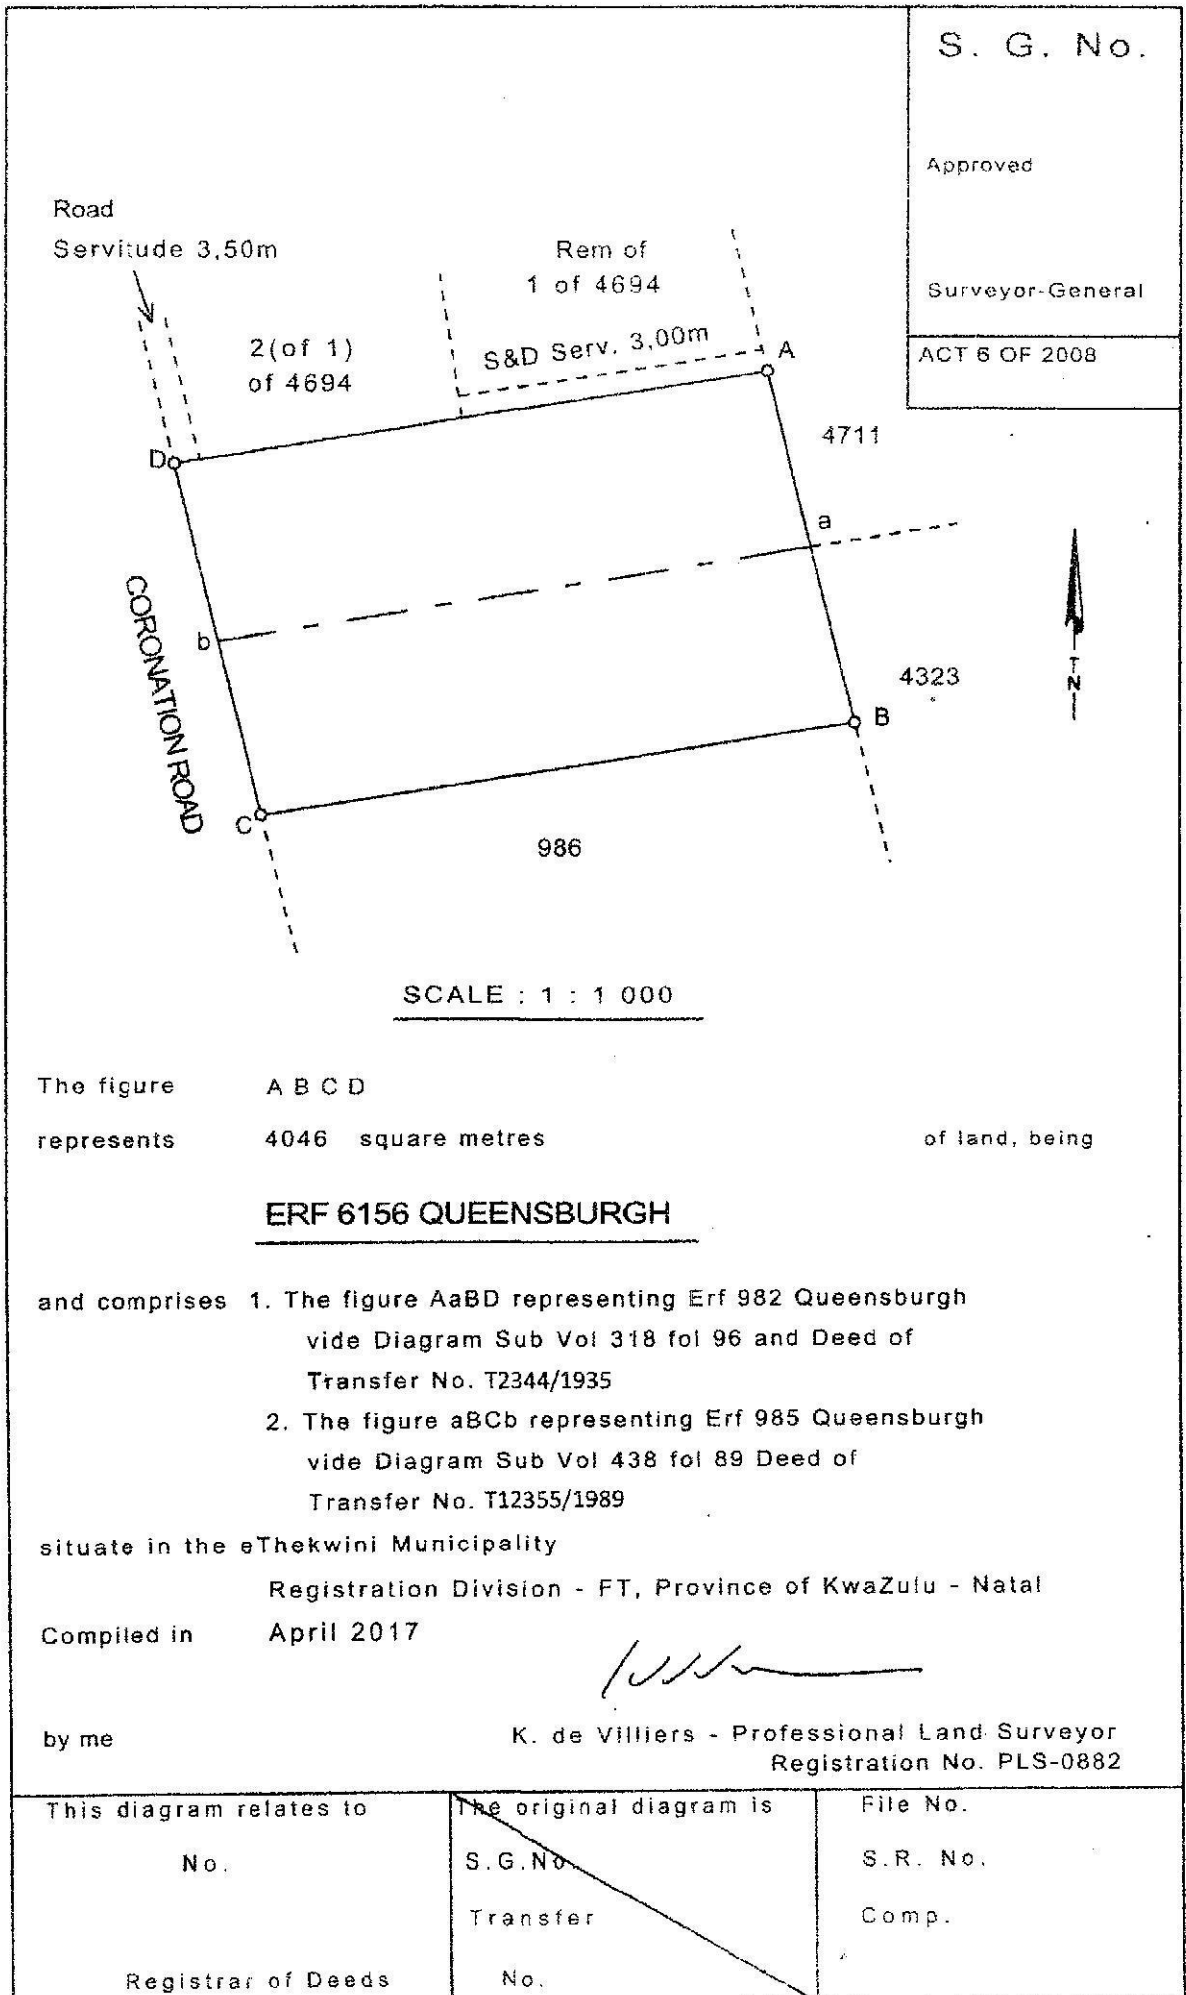 S. G. No.
Approved
Surveyor-General
ACT 6 OF 2008
Road
Servitude 3,50m
Rem of
1 of 4694
2(of 1)
of 4694
S&D Serv. 3,00m
A
D
4711
a
CORONATION ROAD
b
4323
B
T
N
C
986
SCALE : 1 : 1 000
The figure A B C D
represents 4046 square metres of land, being
ERF 6156 QUEENSBURGH
and comprises 1. The figure AaBD representing Erf 982 Queensburgh
vide Diagram Sub Vol 318 fol 96 and Deed of
Transfer No. T2344/1935
2. The figure aBCb representing Erf 985 Queensburgh
vide Diagram Sub Vol 438 fol 89 Deed of
Transfer No. T12355/1989
situate in the eThekwini Municipality
Registration Division - FT, Province of KwaZulu - Natal
Compiled in April 2017
by me K. de Villiers - Professional Land Surveyor
Registration No. PLS-0882
This diagram relates to
No.
Registrar of Deeds
The original diagram is
S.G.No.
Transfer
No.
File No.
S.R. No.
Comp.